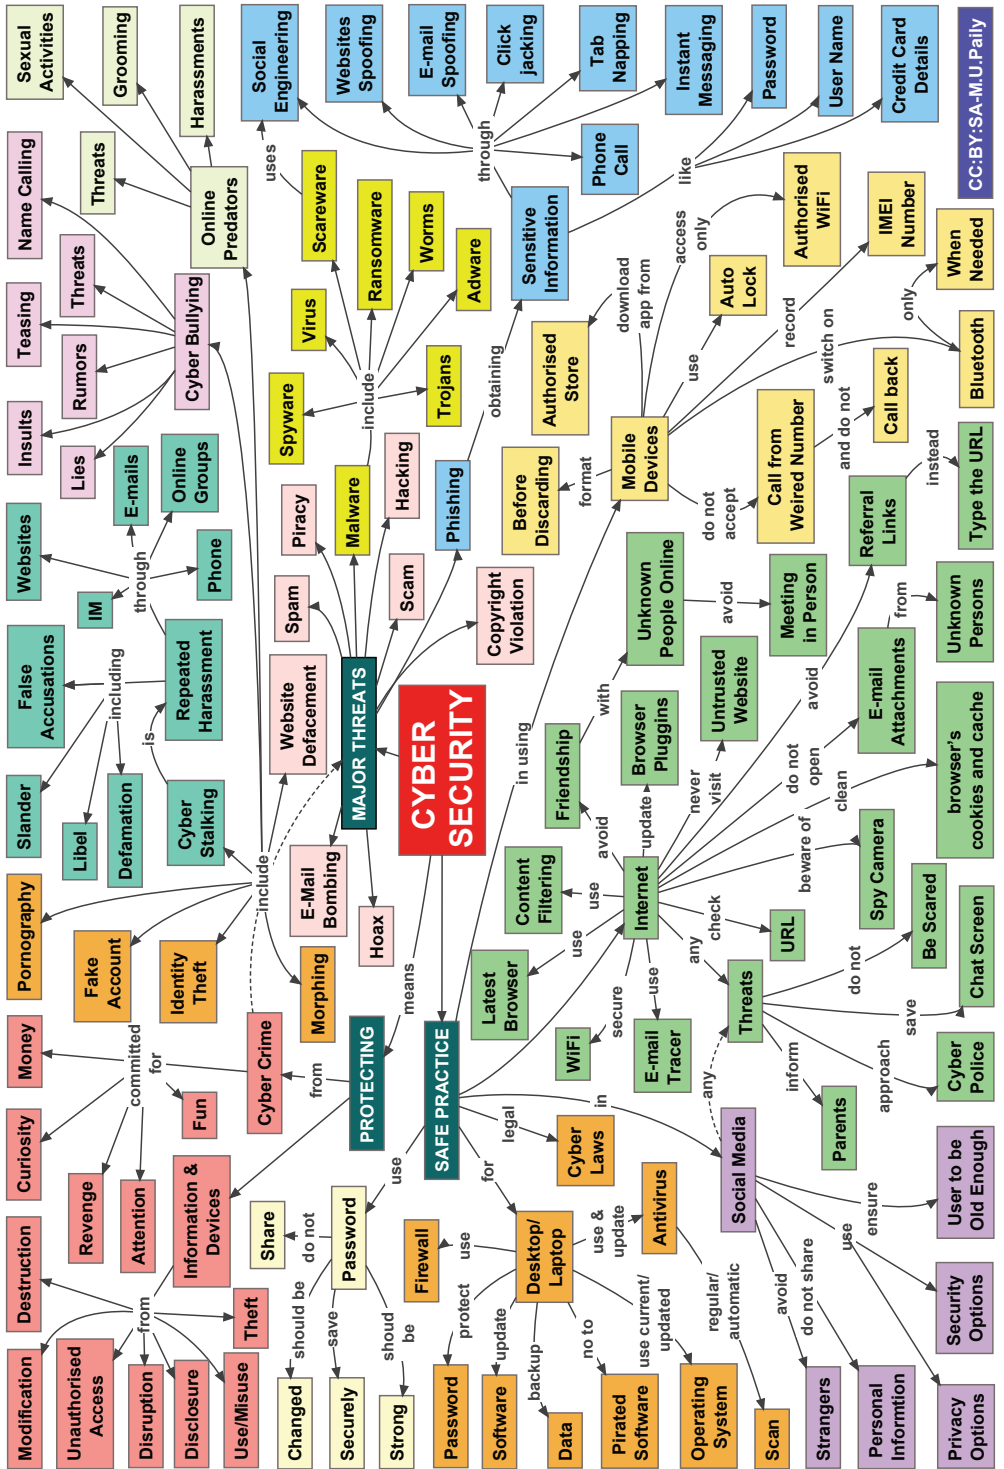 Modification
Destruction
Curiosity
Money
Pornography
Slander
False
Accusations
Websites
Insults
Teasing
Name Calling
Sexual
Activities
Unauthorised
Access
Revenge
Fake
Account
Libel
IM
Lies
Rumors
Threats
Threats
Grooming
Disruption
from
Attention
committed
for
Defamation
including
through
E-mails
Disclosure
Information &
Devices
Fun
Identity
Theft
Cyber
Stalking
is
Repeated
Harassment
Phone
Online
Groups
Cyber Bullying
Online
Predators
Harassments
Use/Misuse
Theft
Cyber Crime
include
Changed
should be
Share
do not
from
Morphing
E-Mail
Bombing
Website
Defacement
Spam
Piracy
Spyware
Virus
Scareware
uses
Social
Engineering
Securely
save
Password
PROTECTING
Hoax
MAJOR THREATS
Malware
include
Ransomware
Websites
Spoofing
Strong
shoud
be
use
means
Scam
Hacking
Trojans
Worms
E-mail
Spoofing
Password
protect
Firewall
use
SAFE PRACTICE
CYBER
SECURITY
Phishing
Adware
Software
update
for
legal
Latest
Browser
use
Copyright
Violation
obtaining
through
Click
jacking
Data
backup
Desktop/
Laptop
Content
Filtering
use
in using
Before
Discarding
format
Authorised
Store
Sensitive
Information
Pirated
Software
no to
use &
update
Cyber
Laws
in
WiFi
secure
avoid
Friendship
with
Phone
Call
Tab
Napping
Operating
System
use current/
updated
Antivirus
E-mail
Tracer
use
Internet
update
Browser
Pluggins
Unknown
People Online
Mobile
Devices
download
app from
Instant
Messaging
Scan
regular/
automatic
Social Media
any
Threats
any
check
never
visit
Untrusted
Website
avoid
do not
accept
use
Auto
Lock
access
only
like
Password
Strangers
avoid
do not share
inform
Parents
URL
beware of
do not
open
avoid
Meeting
in Person
Call from
Weired Number
and do not
record
switch on
Authorised
WiFi
User Name
Personal
Informtion
use
ensure
approach
do not
Spy Camera
clean
E-mail
Attachments
from
Referral
Links
instead
Call back
only
IMEI
Number
Credit Card
Details
Privacy
Options
Security
Options
User to be
Old Enough
Cyber
Police
save
Be Scared
Chat Screen
browser's
cookies and cache
Unknown
Persons
Type the URL
Bluetooth
When
Needed
CC:BY:SA-M.U.Paily